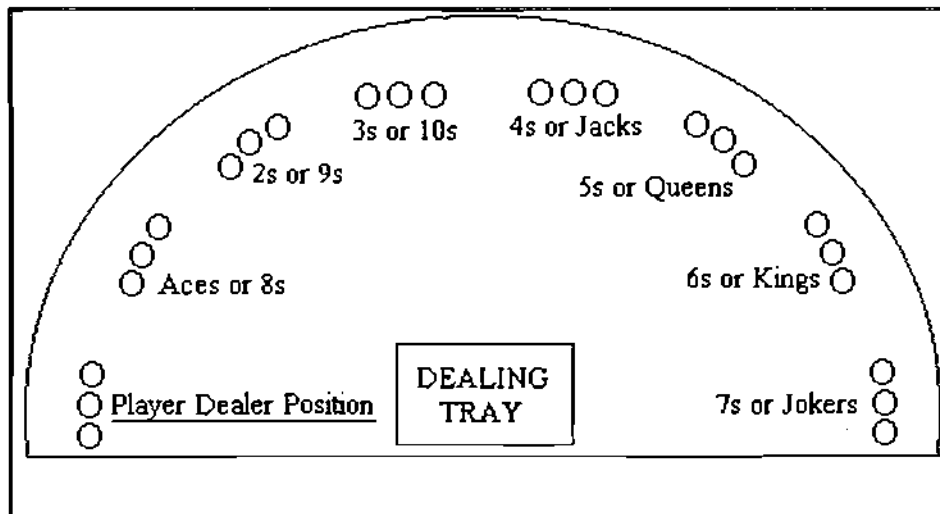 3s or 10s
4s or Jacks
2s or 9s
5s or Queens
Aces or 8s
6s or Kings
Player Dealer Position
DEALING
TRAY
7s or Jokers